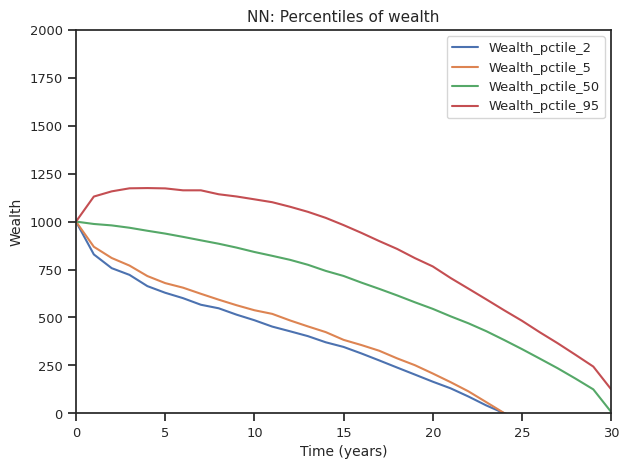 NN: Percentiles of wealth
Wealth_pctile_2
Wealth_pctile_5
Wealth_pctile_50
Wealth_pctile_95
2000
1750
1500
1250
1000
750
500
250
0
Wealth
0 5 10 15 20 25 30
Time (years)